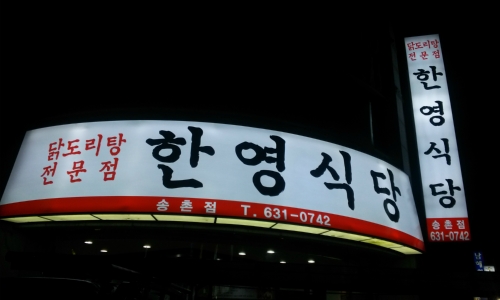 닭도리탕
전문점
한영식당
송촌점 T. 631-0742
닭도리탕
전문점
한영식당
송촌점
631-0742